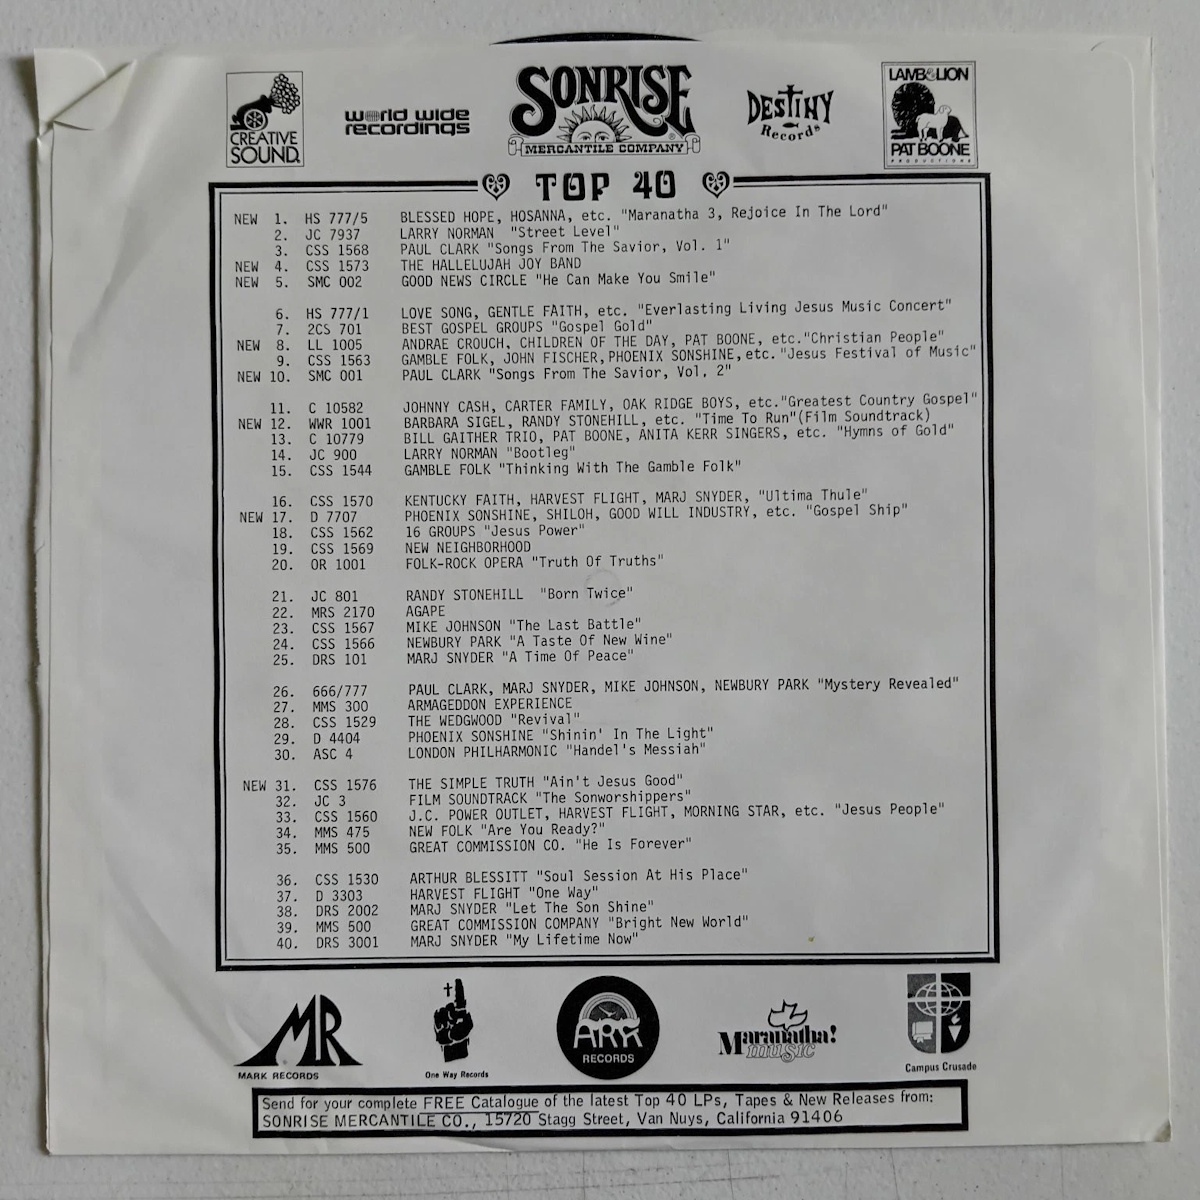 CREATIVE
SOUND
world wide
recordings
SONRISE
MERCANTILE COMPANY
DESTINY
Records
LAMB & LION
PAT BOONE
PRODUCTIONS
TOP 40
NEW 1. HS 777/5 BLESSED HOPE, HOSANNA, etc. "Maranatha 3, Rejoice In The Lord"
2. JC 7937 LARRY NORMAN "Street Level"
3. CSS 1568 PAUL CLARK "Songs From The Savior, Vol. 1"
NEW 4. CSS 1573 THE HALLELUJAH JOY BAND
NEW 5. SMC 002 GOOD NEWS CIRCLE "He Can Make You Smile"
6. HS 777/1 LOVE SONG, GENTLE FAITH, etc. "Everlasting Living Jesus Music Concert"
7. 2CS 701 BEST GOSPEL GROUPS "Gospel Gold"
NEW 8. LL 1005 ANDRAE CROUCH, CHILDREN OF THE DAY, PAT BOONE, etc."Christian People"
9. CSS 1563 GAMBLE FOLK, JOHN FISCHER,PHOENIX SONSHINE,etc. "Jesus Festival of Music"
NEW 10. SMC 001 PAUL CLARK "Songs From The Savior, Vol. 2"
11. C 10582 JOHNNY CASH, CARTER FAMILY, OAK RIDGE BOYS, etc."Greatest Country Gospel"
NEW 12. WWR 1001 BARBARA SIGEL, RANDY STONEHILL, etc. "Time To Run"(Film Soundtrack)
13. C 10779 BILL GAITHER TRIO, PAT BOONE, ANITA KERR SINGERS, etc. "Hymns of Gold"
14. JC 900 LARRY NORMAN "Bootleg"
15. CSS 1544 GAMBLE FOLK "Thinking With The Gamble Folk"
16. CSS 1570 KENTUCKY FAITH, HARVEST FLIGHT, MARJ SNYDER, "Ultima Thule"
NEW 17. D 7707 PHOENIX SONSHINE, SHILOH, GOOD WILL INDUSTRY, etc. "Gospel Ship"
18. CSS 1562 16 GROUPS "Jesus Power"
19. CSS 1569 NEW NEIGHBORHOOD
20. OR 1001 FOLK-ROCK OPERA "Truth Of Truths"
21. JC 801 RANDY STONEHILL "Born Twice"
22. MRS 2170 AGAPE
23. CSS 1567 MIKE JOHNSON "The Last Battle"
24. CSS 1566 NEWBURY PARK "A Taste Of New Wine"
25. DRS 101 MARJ SNYDER "A Time Of Peace"
26. 666/777 PAUL CLARK, MARJ SNYDER, MIKE JOHNSON, NEWBURY PARK "Mystery Revealed"
27. MMS 300 ARMAGEDDON EXPERIENCE
28. CSS 1529 THE WEDGWOOD "Revival"
29. D 4404 PHOENIX SONSHINE "Shinin' In The Light"
30. ASC 4 LONDON PHILHARMONIC "Handel's Messiah"
NEW 31. CSS 1576 THE SIMPLE TRUTH "Ain't Jesus Good"
32. JC 3 FILM SOUNDTRACK "The Sonworshippers"
33. CSS 1560 J.C. POWER OUTLET, HARVEST FLIGHT, MORNING STAR, etc. "Jesus People"
34. MMS 475 NEW FOLK "Are You Ready?"
35. MMS 500 GREAT COMMISSION CO. "He Is Forever"
36. CSS 1530 ARTHUR BLESSITT "Soul Session At His Place"
37. D 3303 HARVEST FLIGHT "One Way"
38. DRS 2002 MARJ SNYDER "Let The Son Shine"
39. MMS 500 GREAT COMMISSION COMPANY "Bright New World"
40. DRS 3001 MARJ SNYDER "My Lifetime Now"
MR
MARK RECORDS
One Way Records
ARK
RECORDS
Maranatha!
music
Campus Crusade
Send for your complete FREE Catalogue of the latest Top 40 LPs, Tapes & New Releases from:
SONRISE MERCANTILE CO., 15720 Stagg Street, Van Nuys, California 91406